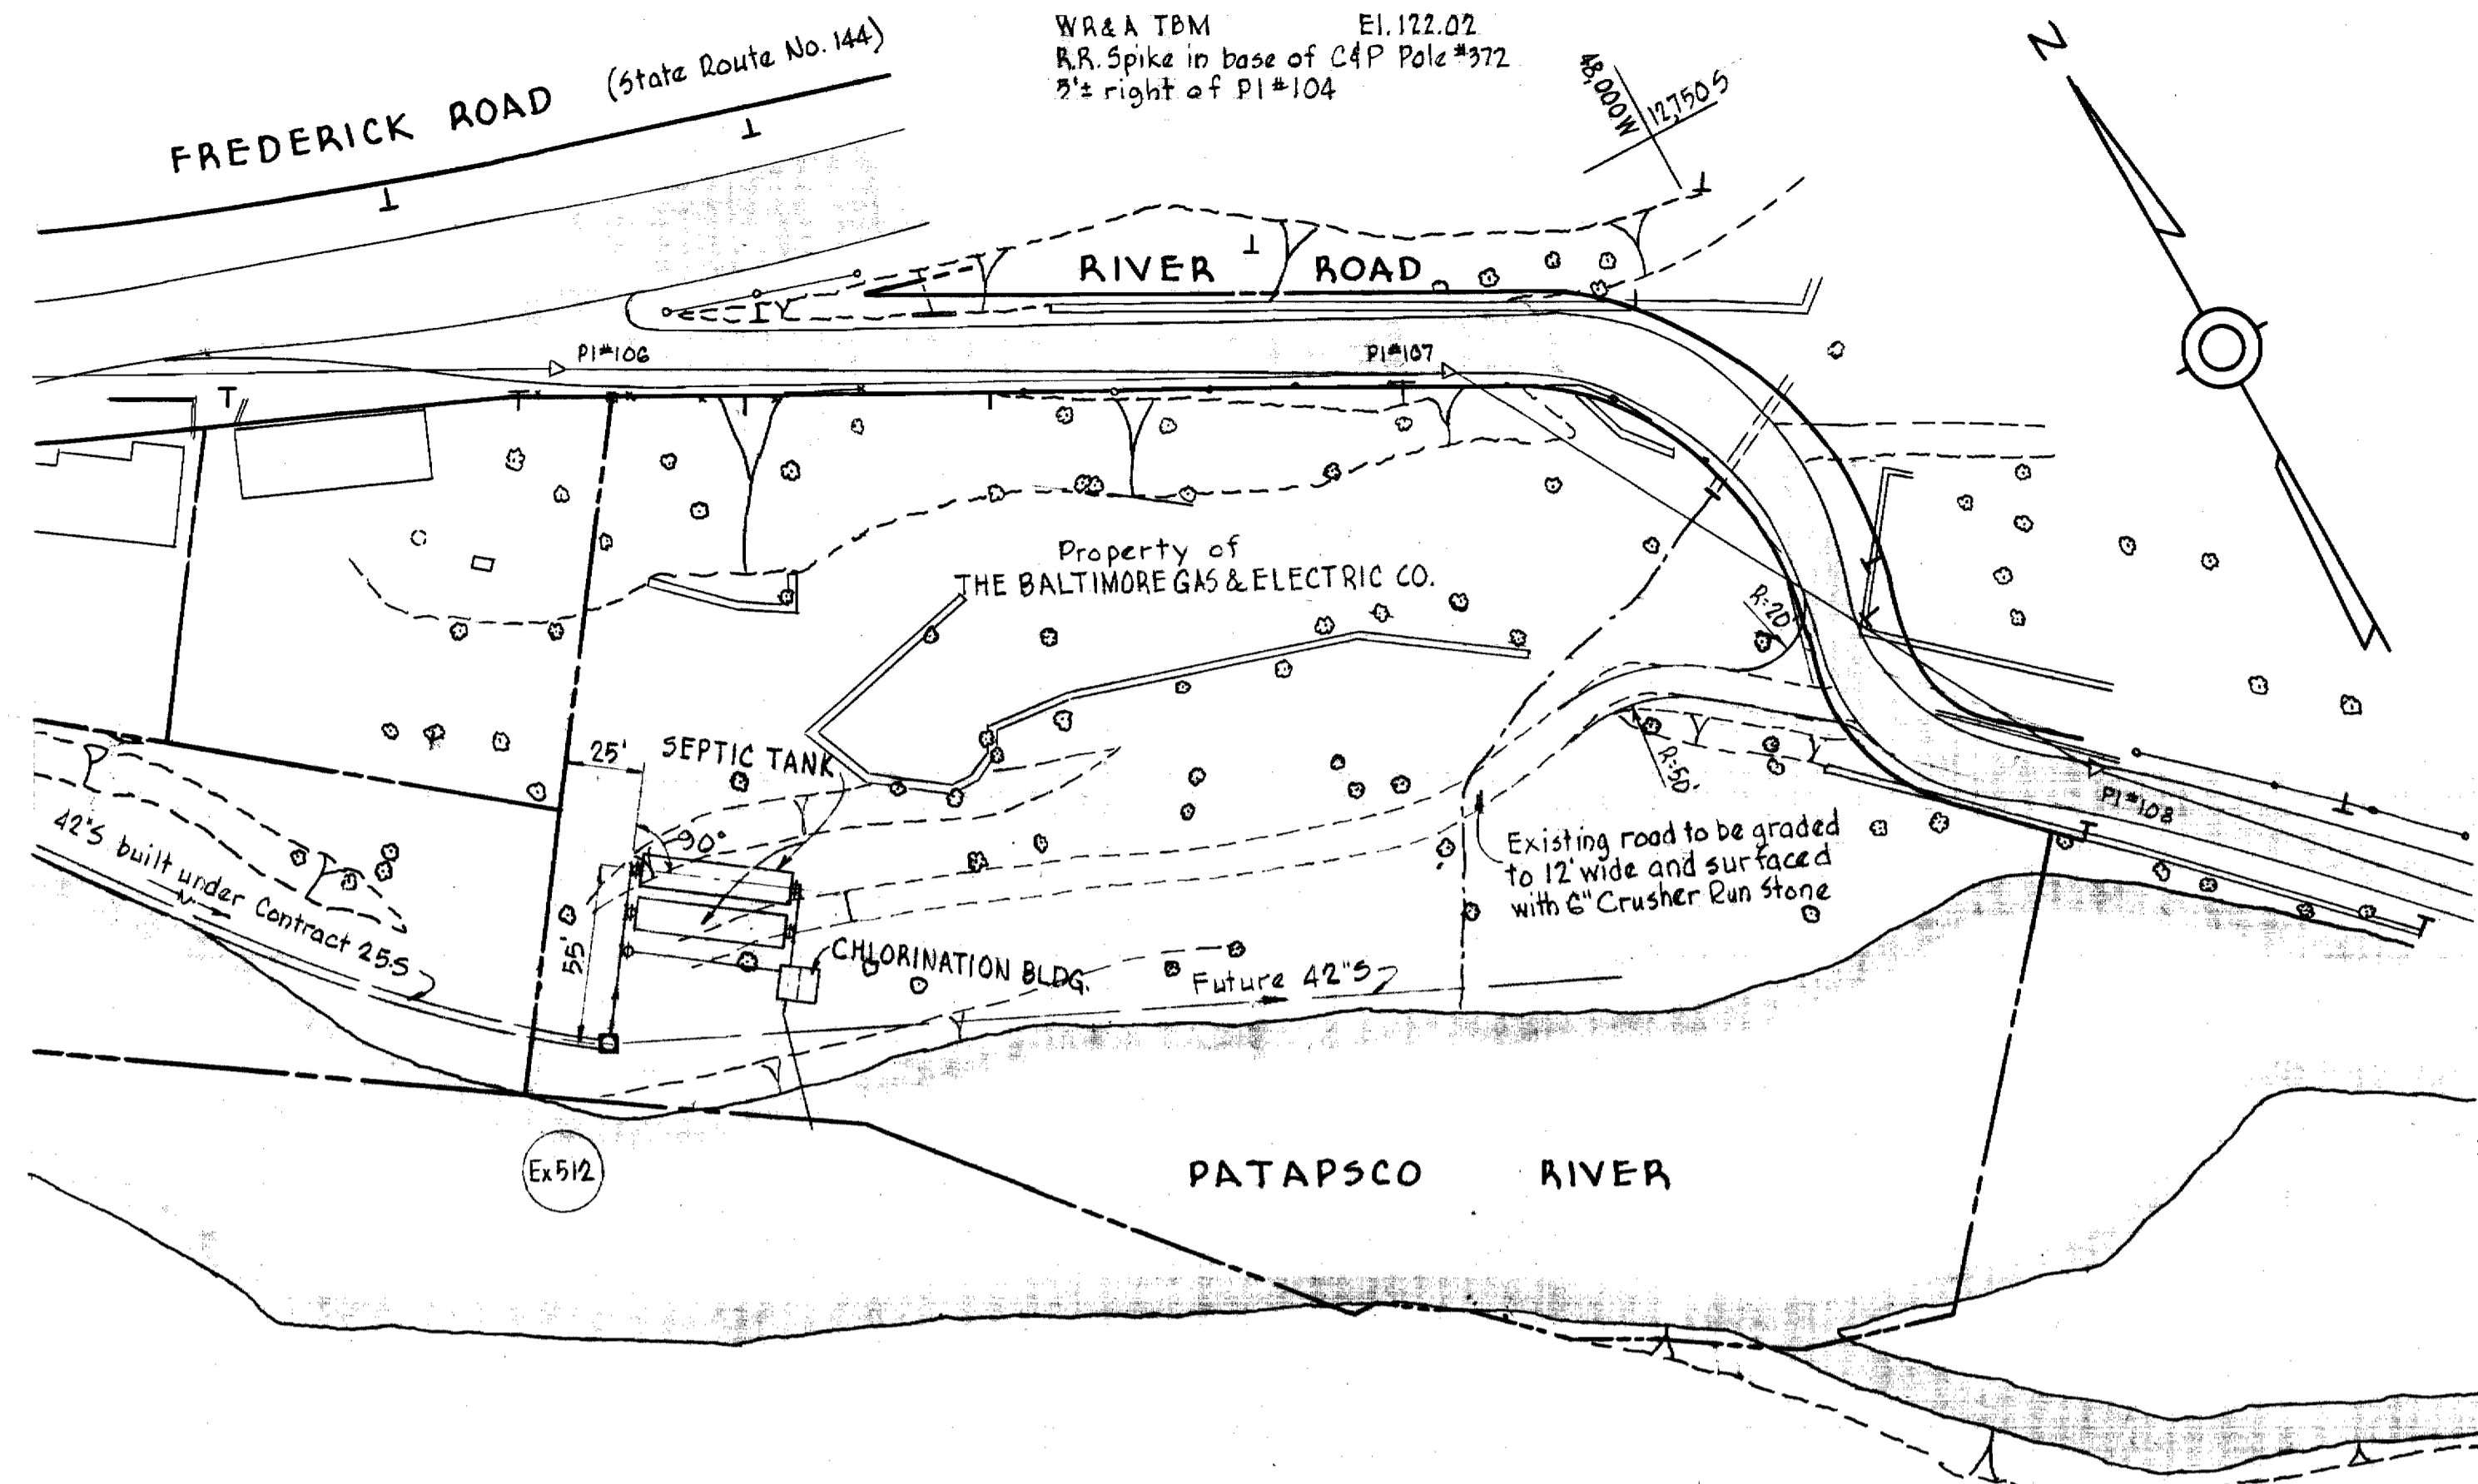 WR&A TBM El. 122.02
R.R. Spike in base of C&P Pole #372
3'± right of PI #104
FREDERICK ROAD (State Route No. 144)
48,000W
12,750S
N
RIVER ROAD
PI#106
PI#107
Property of
THE BALTIMORE GAS & ELECTRIC CO.
R=20'
25'
SEPTIC TANK
R=50'
PI#108
90°
Existing road to be graded
to 12' wide and surfaced
with 6" Crusher Run Stone
42"S built under Contract 25-S
55'
CHLORINATION BLDG.
Future 42"S
Ex 512
PATAPSCO RIVER